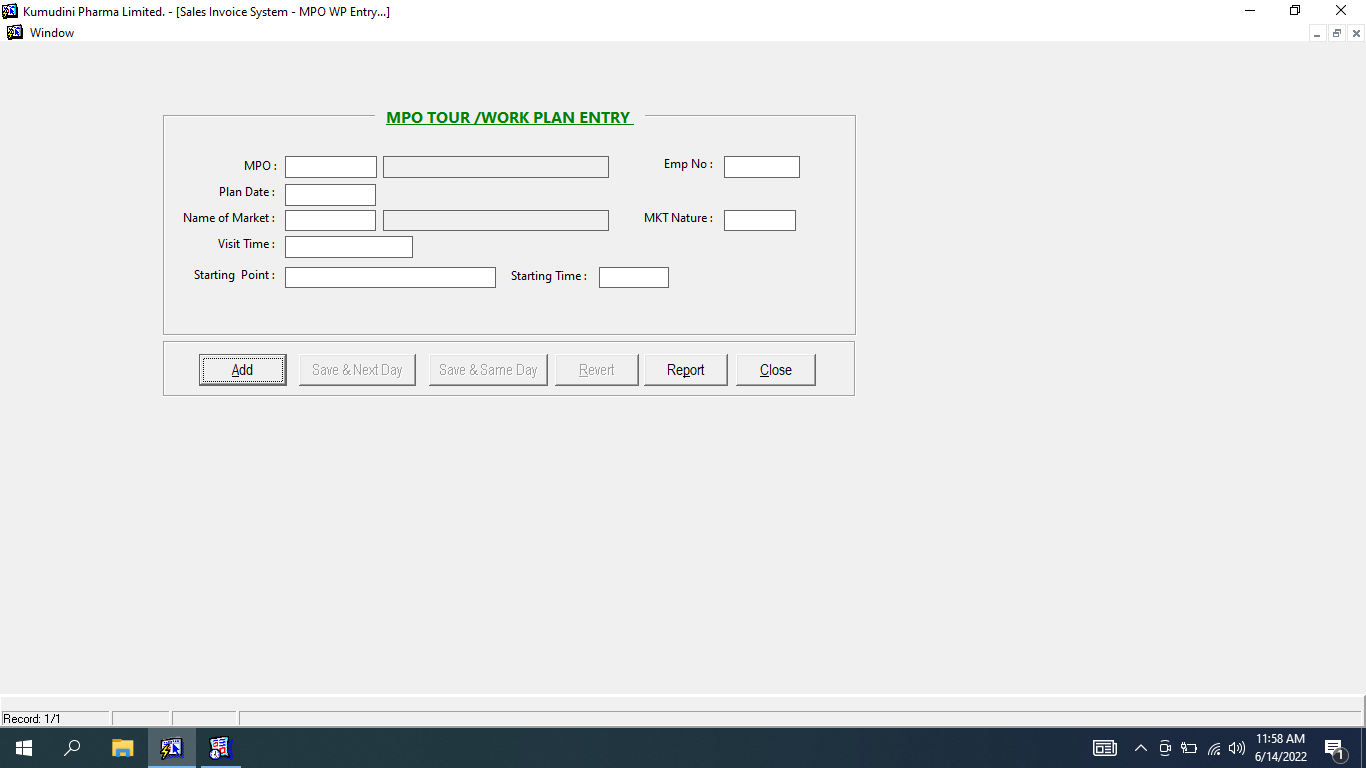 Kumudini Pharma Limited. - [Sales Invoice System - MPO WP Entry...]
Window
MPO TOUR /WORK PLAN ENTRY
MPO :
Emp No :
Plan Date :
Name of Market :
MKT Nature :
Visit Time :
Starting Point :
Starting Time :
Add
Save & Next Day
Save & Same Day
Revert
Report
Close
Record: 1/1
11:58 AM
6/14/2022
1